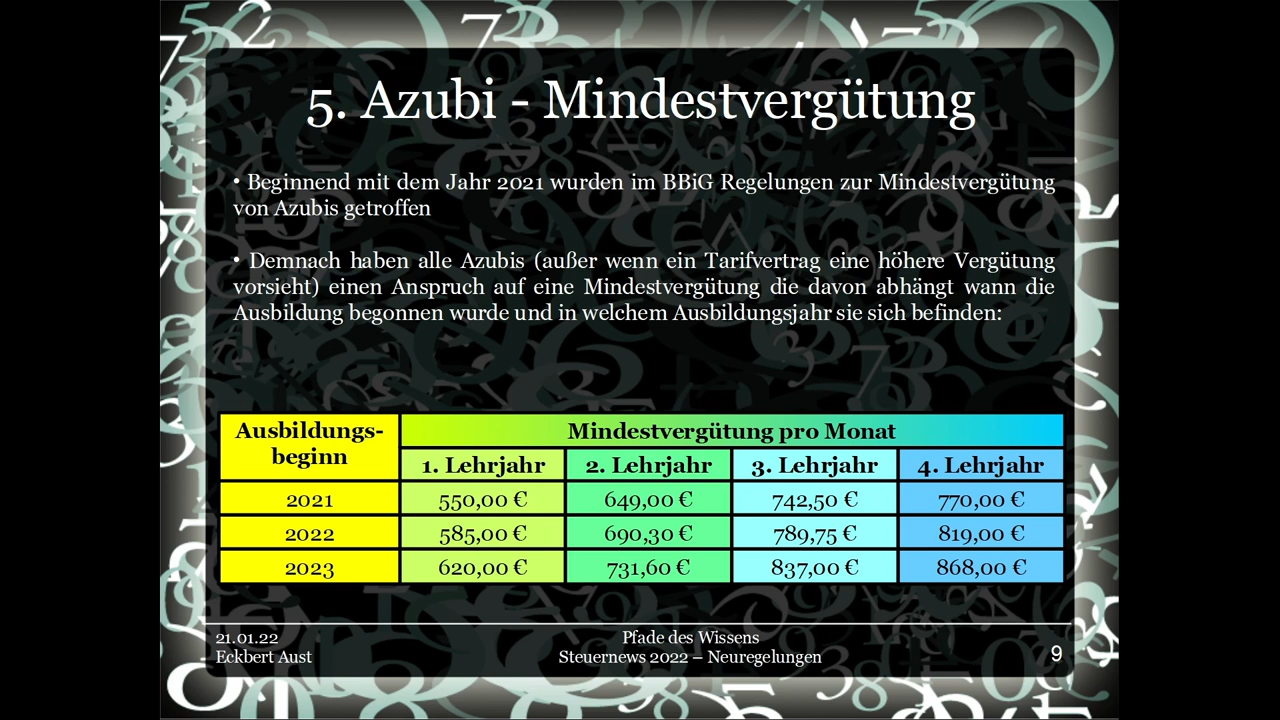 5. Azubi - Mindestvergütung
• Beginnend mit dem Jahr 2021 wurden im BBiG Regelungen zur Mindestvergütung
von Azubis getroffen
• Demnach haben alle Azubis (außer wenn ein Tarifvertrag eine höhere Vergütung
vorsieht) einen Anspruch auf eine Mindestvergütung die davon abhängt wann die
Ausbildung begonnen wurde und in welchem Ausbildungsjahr sie sich befinden:
Ausbildungs-
beginn
Mindestvergütung pro Monat
1. Lehrjahr 2. Lehrjahr 3. Lehrjahr 4. Lehrjahr
2021 550,00 € 649,00 € 742,50 € 770,00 €
2022 585,00 € 690,30 € 789,75 € 819,00 €
2023 620,00 € 731,60 € 837,00 € 868,00 €
21.01.22
Eckbert Aust
Pfade des Wissens
Steuernews 2022 – Neuregelungen
9